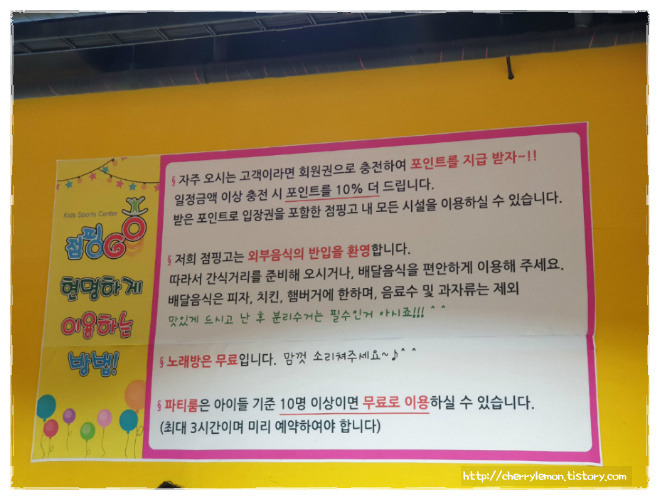 Kids Sports Center
점핑GO
현명하게
이용하는
방법!
§ 자주 오시는 고객이라면 회원권으로 충전하여 포인트를 지급 받자~!!
일정금액 이상 충전 시 포인트를 10% 더 드립니다.
받은 포인트로 입장권을 포함한 점핑고 내 모든 시설을 이용하실 수 있습니다.
§ 저희 점핑고는 외부음식의 반입을 환영합니다.
따라서 간식거리를 준비해 오시거나, 배달음식을 편안하게 이용해 주세요.
배달음식은 피자, 치킨, 햄버거에 한하며, 음료수 및 과자류는 제외
맛있게 드시고 난 후 분리수거는 필수인거 아시죠!!! ^^
§ 노래방은 무료입니다. 맘껏 소리쳐주세요~♪^^
§ 파티룸은 아이들 기준 10명 이상이면 무료로 이용하실 수 있습니다.
(최대 3시간이며 미리 예약하여야 합니다)
http://cherrylemon.tistory.com